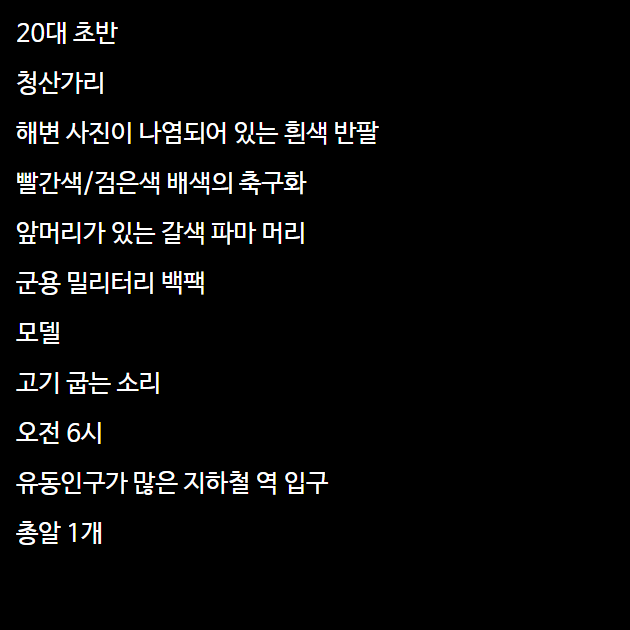 20대 초반
청산가리
해변 사진이 나염되어 있는 흰색 반팔
빨간색/검은색 배색의 축구화
앞머리가 있는 갈색 파마 머리
군용 밀리터리 백팩
모델
고기 굽는 소리
오전 6시
유동인구가 많은 지하철 역 입구
총알 1개